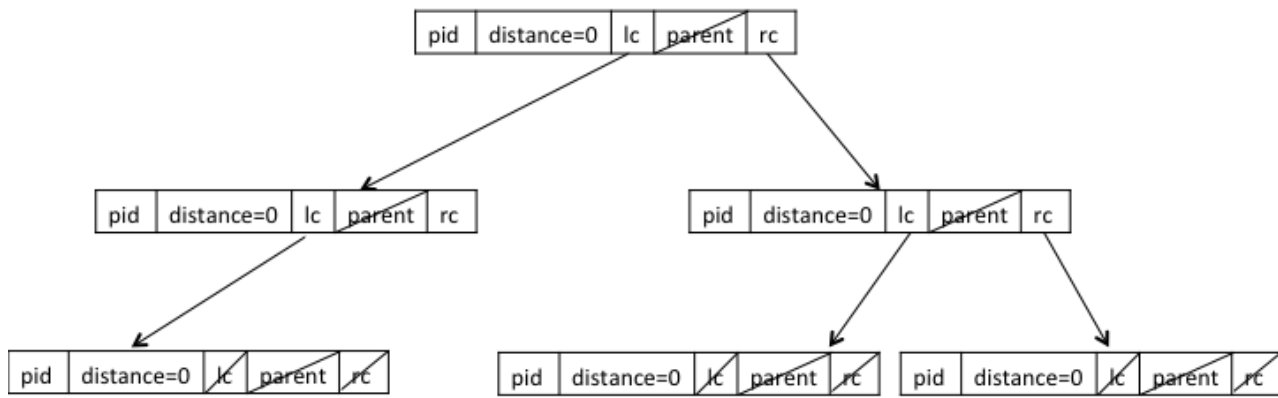 pid distance=0 lc parent rc
pid distance=0 lc parent rc pid distance=0 lc parent rc
pid distance=0 lc parent rc pid distance=0 lc parent rc pid distance=0 lc parent rc